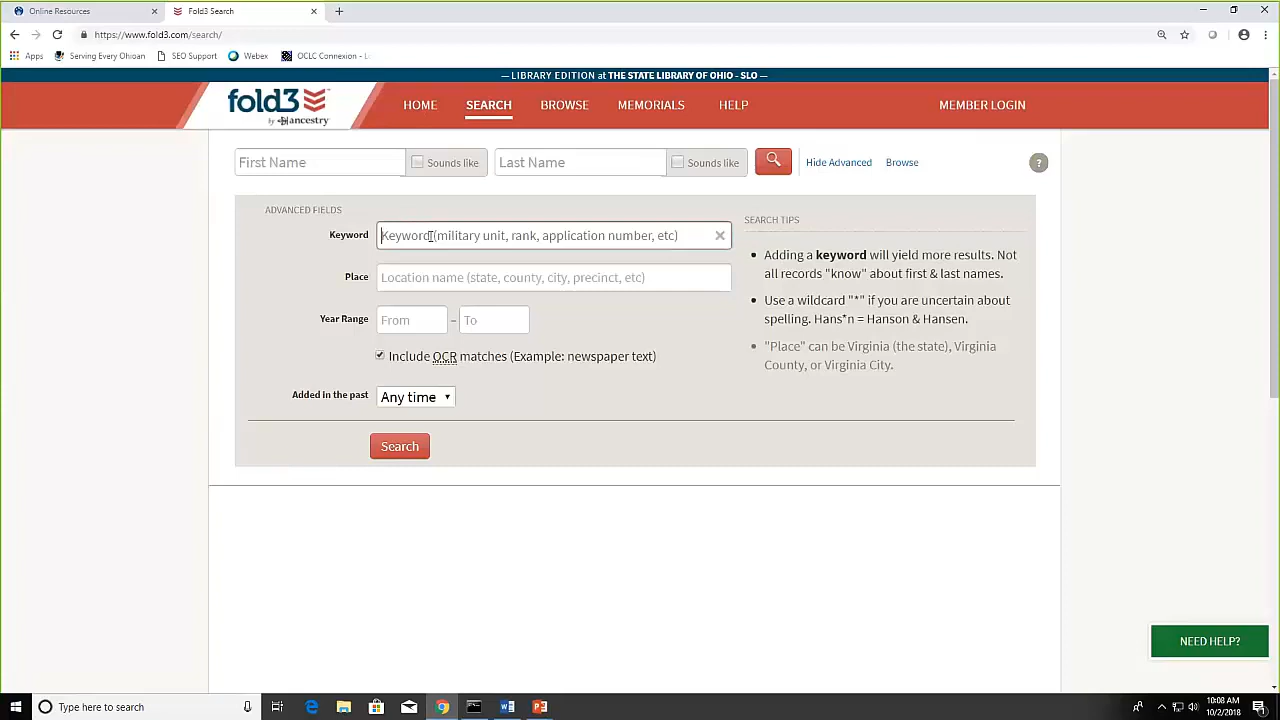 Online Resources
Fold3 Search
https://www.fold3.com/search/
Apps
Serving Every Ohioan
SEO Support
Webex
OCLC Connexion - Lo
— LIBRARY EDITION at THE STATE LIBRARY OF OHIO - SLO —
fold3
by ancestry
HOME
SEARCH
BROWSE
MEMORIALS
HELP
MEMBER LOGIN
First Name
Sounds like
Last Name
Sounds like
Hide Advanced
Browse
?
ADVANCED FIELDS
Keyword
Keyword (military unit, rank, application number, etc)
Place
Location name (state, county, city, precinct, etc)
Year Range
From
–
To
Include OCR matches (Example: newspaper text)
Added in the past
Any time
Search
SEARCH TIPS
Adding a keyword will yield more results. Not
all records "know" about first & last names.
Use a wildcard "*" if you are uncertain about
spelling. Hans*n = Hanson & Hansen.
"Place" can be Virginia (the state), Virginia
County, or Virginia City.
NEED HELP?
Type here to search
10:08 AM
10/2/2018